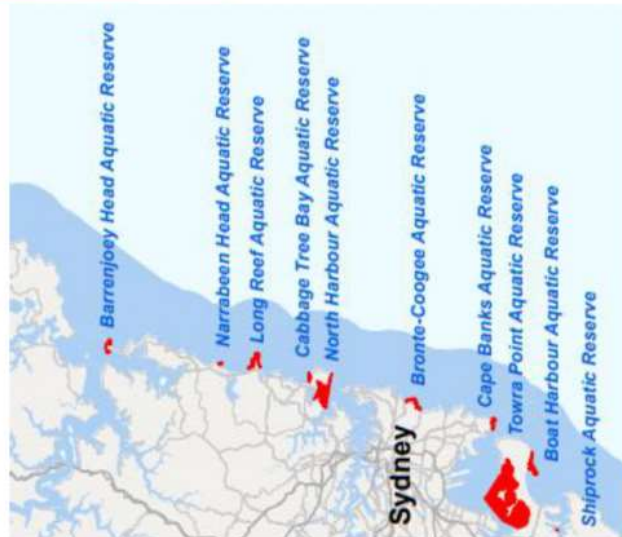 Barrenjoey Head Aquatic Reserve
Narrabeen Head Aquatic Reserve
Long Reef Aquatic Reserve
Cabbage Tree Bay Aquatic Reserve
North Harbour Aquatic Reserve
Sydney
Bronte-Coogee Aquatic Reserve
Cape Banks Aquatic Reserve
Towra Point Aquatic Reserve
Boat Harbour Aquatic Reserve
Shiprock Aquatic Reserve